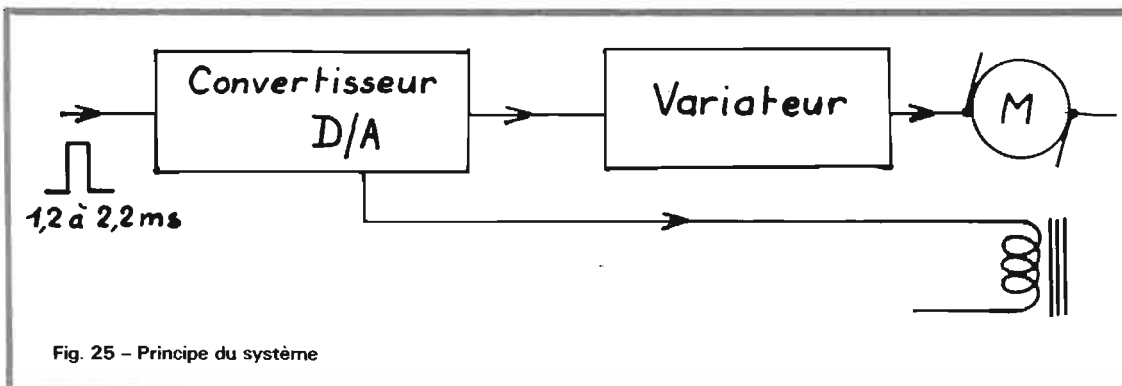 Convertisseur
D/A
Variateur
M
1,2 à 2,2 ms
Fig. 25 – Principe du système